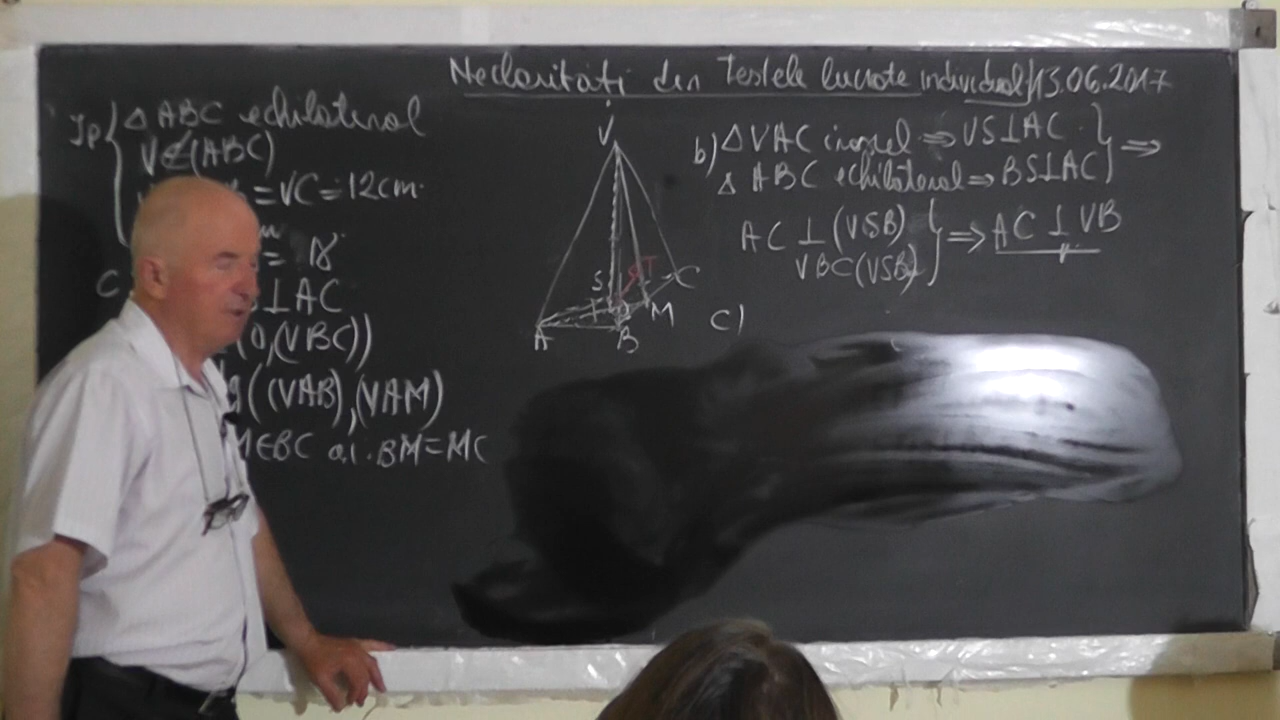 Neclarități din Testele lucrate individual/13.06.2017
Ip { △ ABC echilateral
V∉(ABC)
=VC=12cm
= 18
C
⊥AC
(O,(VBC))
((VAB),(VAM)
M∈BC a.î. BM=MC
V
S
T
C
M
O
A
B
b) △VAC isoscel ⇒ VS⊥AC } ⇒
△ ABC echilateral ⇒ BS⊥AC
AC ⊥ (VSB) } ⇒ AC ⊥ VB
VB⊂(VSB)
c)